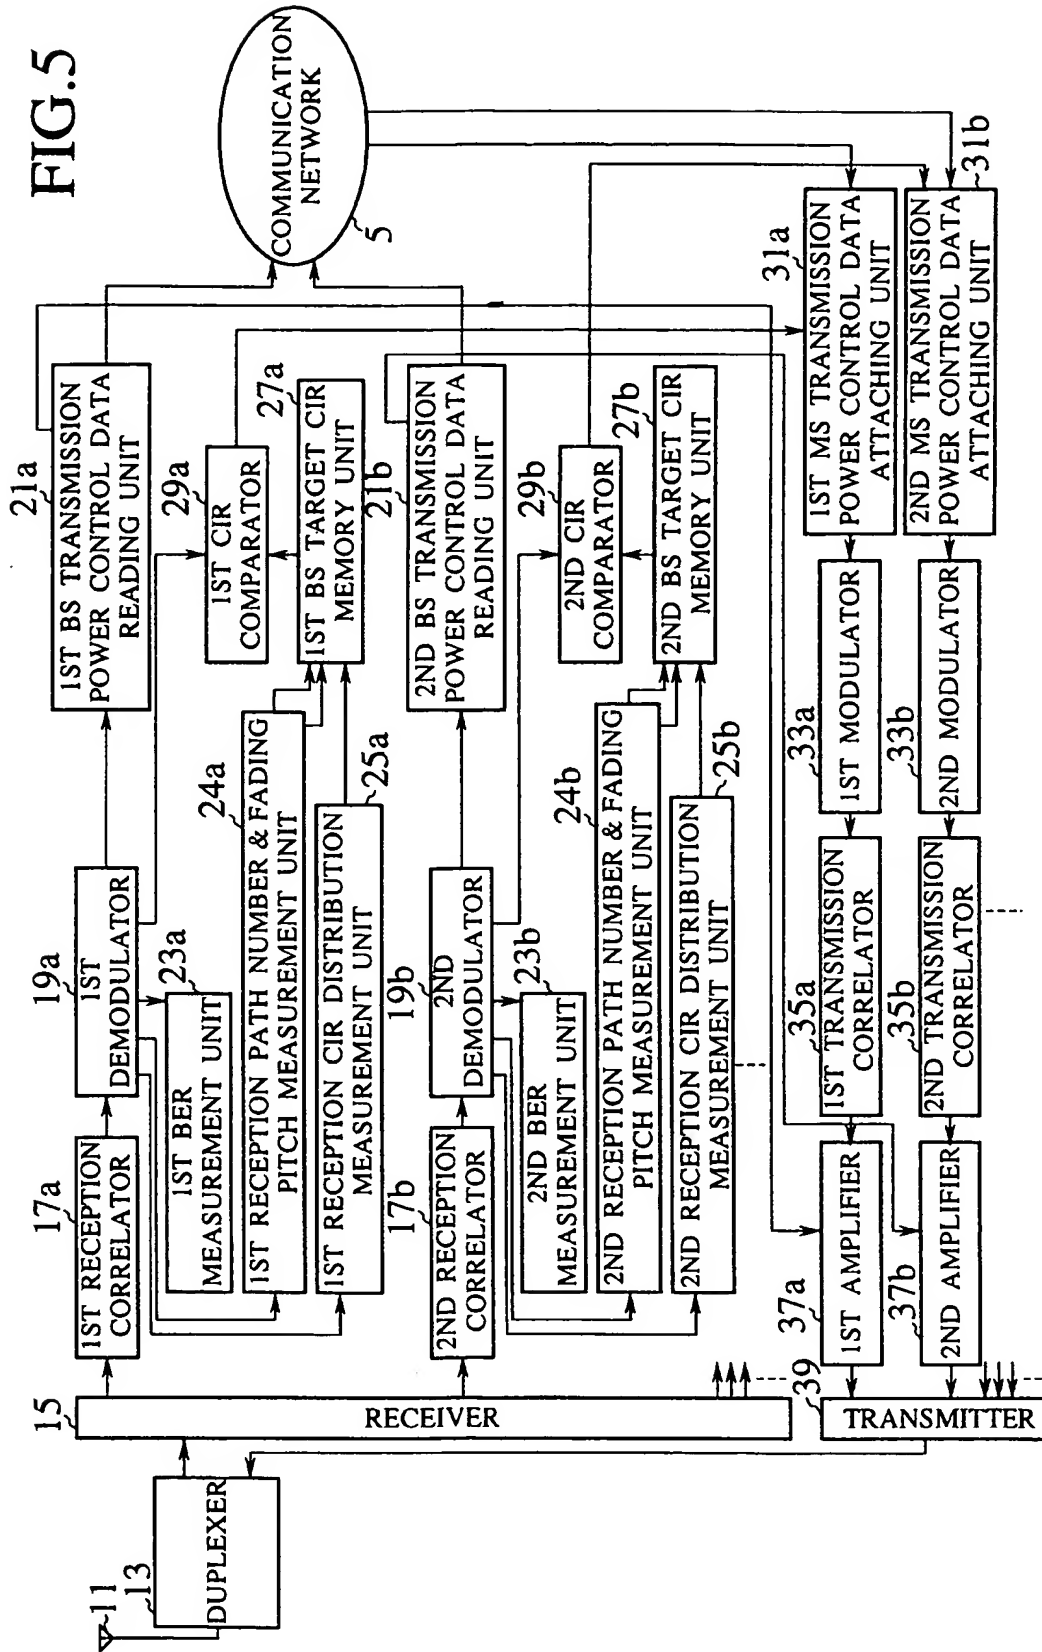 FIG.5
11
13
DUPLEXER
15
RECEIVER
17a
1ST RECEPTION
CORRELATOR
19a
1ST
DEMODULATOR
21a
1ST BS TRANSMISSION
POWER CONTROL DATA
READING UNIT
COMMUNICATION
NETWORK
5
23a
1ST BER
MEASUREMENT UNIT
29a
1ST CIR
COMPARATOR
24a
1ST RECEPTION PATH NUMBER & FADING
PITCH MEASUREMENT UNIT
27a
1ST BS TARGET CIR
MEMORY UNIT
25a
1ST RECEPTION CIR DISTRIBUTION
MEASUREMENT UNIT
17b
2ND RECEPTION
CORRELATOR
19b
2ND
DEMODULATOR
21b
2ND BS TRANSMISSION
POWER CONTROL DATA
READING UNIT
23b
2ND BER
MEASUREMENT UNIT
29b
2ND CIR
COMPARATOR
24b
2ND RECEPTION PATH NUMBER & FADING
PITCH MEASUREMENT UNIT
27b
2ND BS TARGET CIR
MEMORY UNIT
25b
2ND RECEPTION CIR DISTRIBUTION
MEASUREMENT UNIT
39
TRANSMITTER
37a
1ST AMPLIFIER
35a
1ST TRANSMISSION
CORRELATOR
33a
1ST MODULATOR
31a
1ST MS TRANSMISSION
POWER CONTROL DATA
ATTACHING UNIT
37b
2ND AMPLIFIER
35b
2ND TRANSMISSION
CORRELATOR
33b
2ND MODULATOR
31b
2ND MS TRANSMISSION
POWER CONTROL DATA
ATTACHING UNIT